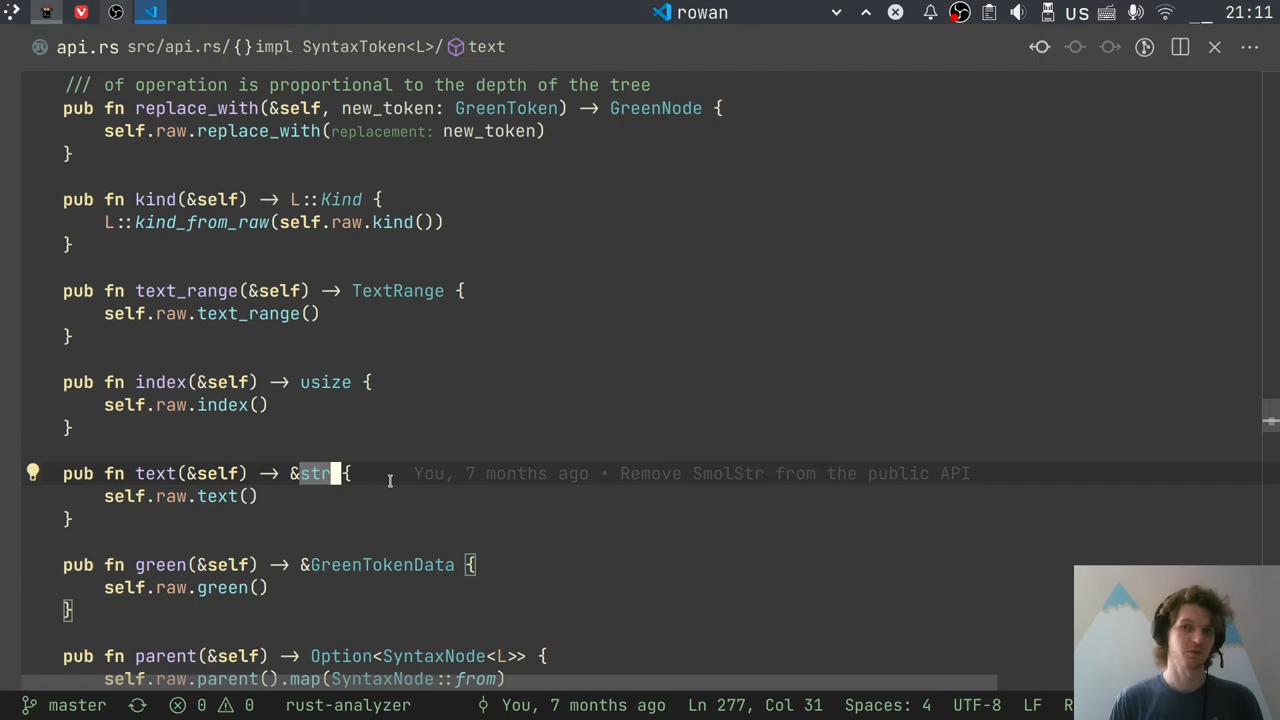 rowan
US
21:11
api.rs src/api.rs/{}impl SyntaxToken<L>/text
/// of operation is proportional to the depth of the tree
pub fn replace_with(&self, new_token: GreenToken) → GreenNode {
self.raw.replace_with(replacement: new_token)
}
pub fn kind(&self) → L::Kind {
L::kind_from_raw(self.raw.kind())
}
pub fn text_range(&self) → TextRange {
self.raw.text_range()
}
pub fn index(&self) → usize {
self.raw.index()
}
pub fn text(&self) → &str { You, 7 months ago • Remove SmolStr from the public API
self.raw.text()
}
pub fn green(&self) → &GreenTokenData {
self.raw.green()
}
pub fn parent(&self) → Option<SyntaxNode<L>> {
self.raw.parent().map(SyntaxNode::from)
master 0 0 rust-analyzer You, 7 months ago Ln 277, Col 31 Spaces: 4 UTF-8 LF